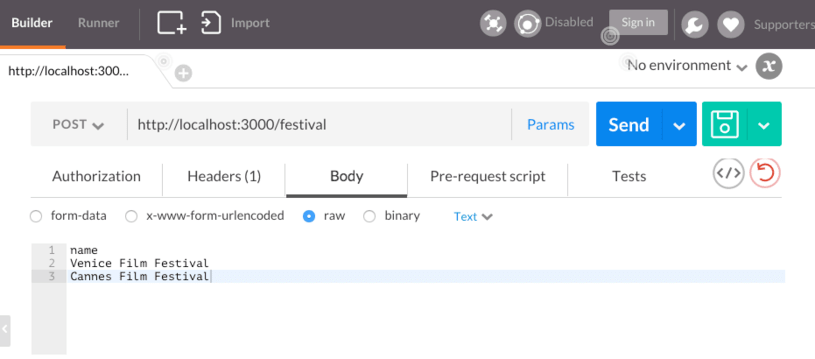 Builder Runner Import Disabled Sign in Supporters
http://localhost:300... No environment
POST http://localhost:3000/festival Params Send
Authorization Headers (1) Body Pre-request script Tests
form-data x-www-form-urlencoded raw binary Text
1 name
2 Venice Film Festival
3 Cannes Film Festival